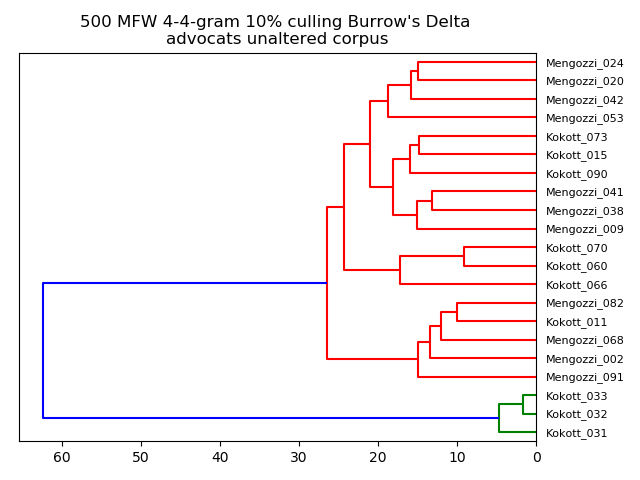 500 MFW 4-4-gram 10% culling Burrow's Delta
advocats unaltered corpus
Mengozzi_024
Mengozzi_020
Mengozzi_042
Mengozzi_053
Kokott_073
Kokott_015
Kokott_090
Mengozzi_041
Mengozzi_038
Mengozzi_009
Kokott_070
Kokott_060
Kokott_066
Mengozzi_082
Kokott_011
Mengozzi_068
Mengozzi_002
Mengozzi_091
Kokott_033
Kokott_032
Kokott_031
60 50 40 30 20 10 0